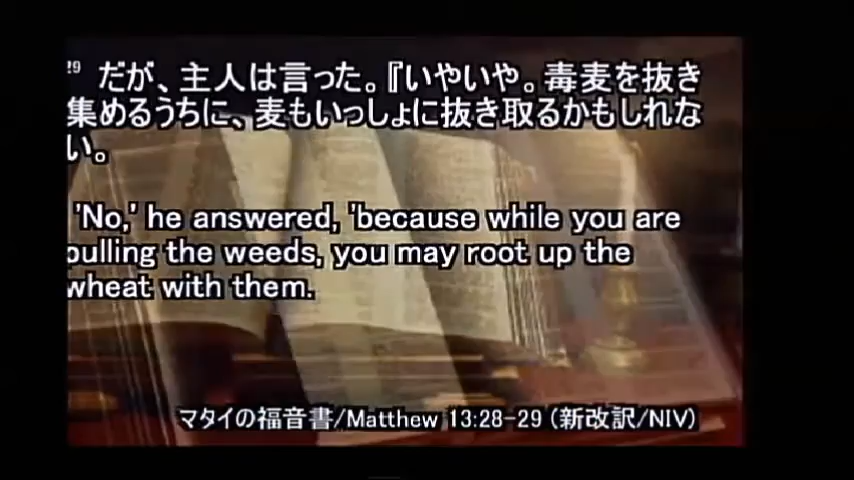 29 だが、主人は言った。『いやいや。毒麦を抜き
集めるうちに、麦もいっしょに抜き取るかもしれな
い。
'No,' he answered, 'because while you are
pulling the weeds, you may root up the
wheat with them.
マタイの福音書/Matthew 13:28-29 (新改訳/NIV)